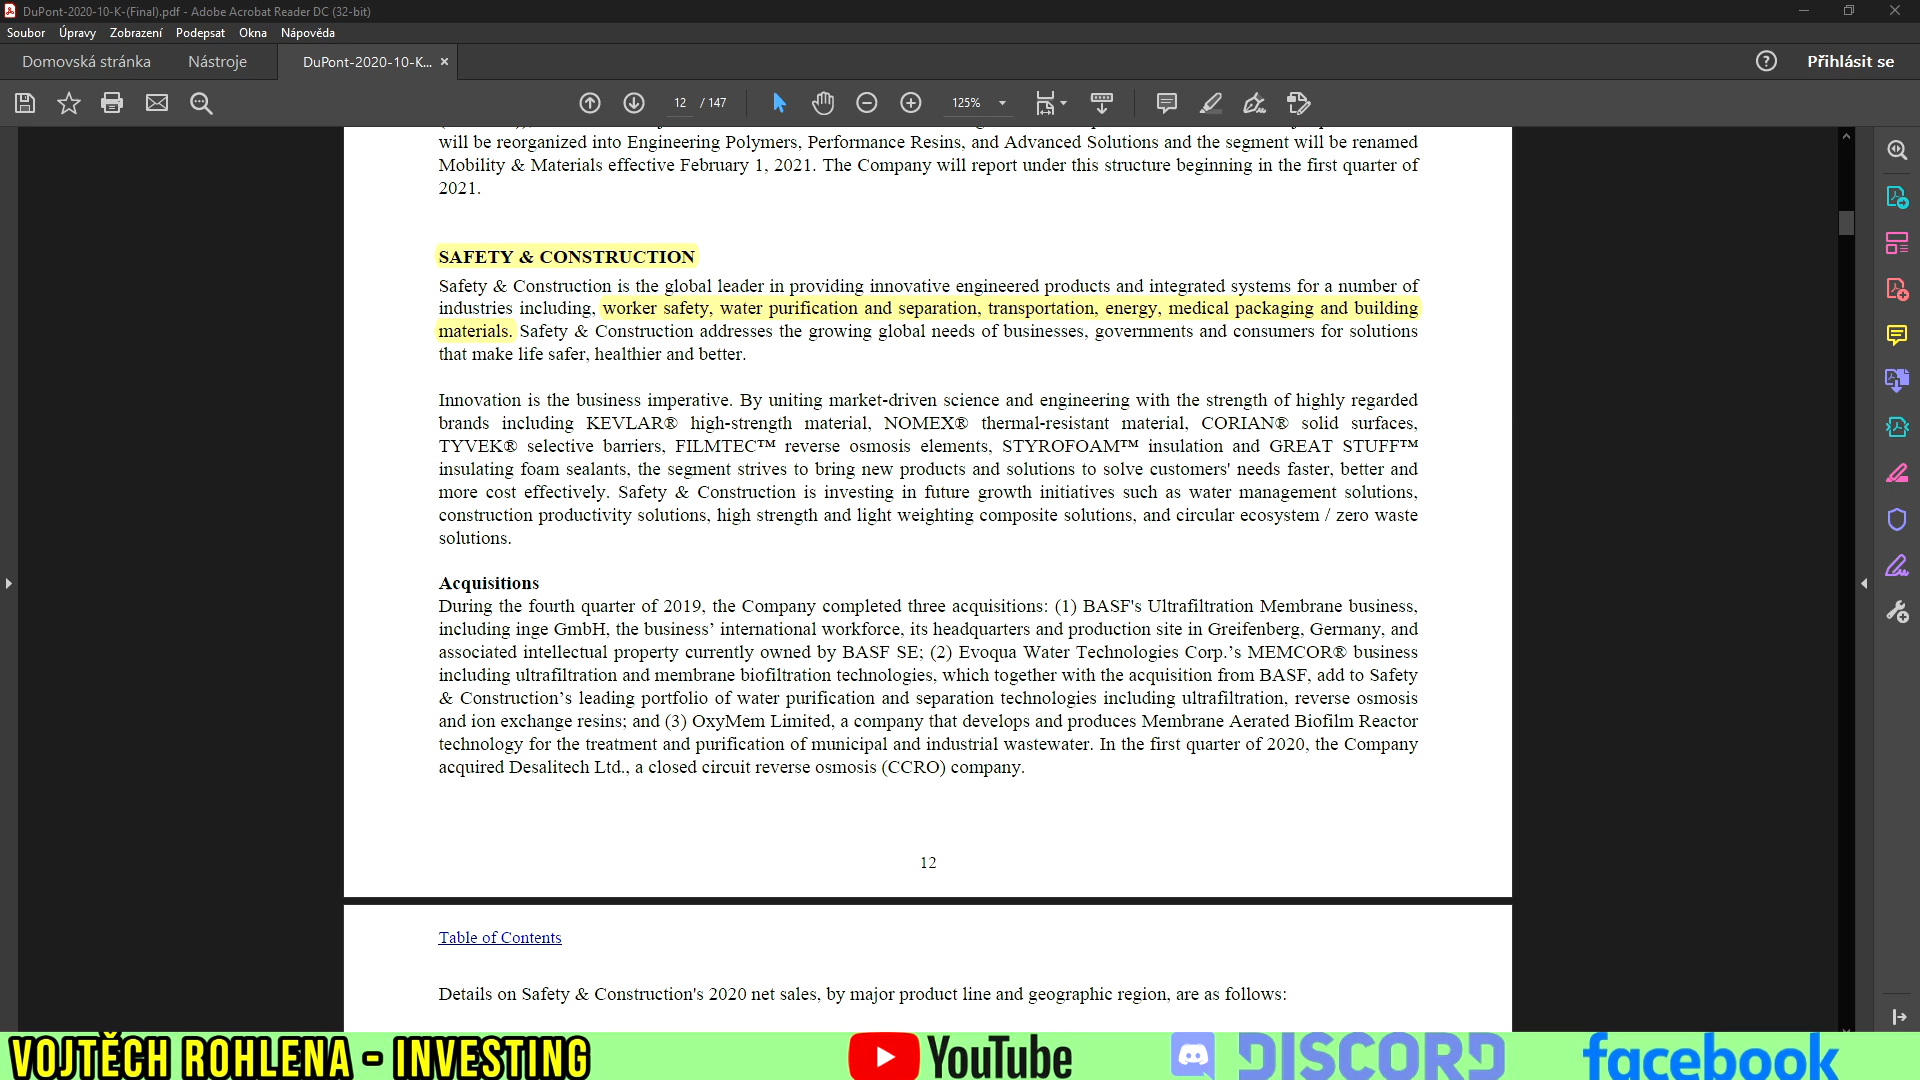 DuPont-2020-10-K-(Final).pdf - Adobe Acrobat Reader DC (32-bit)
Soubor Úpravy Zobrazení Podepsat Okna Nápověda
Domovská stránka Nástroje DuPont-2020-10-K... × Přihlásit se
12 / 147 125%
will be reorganized into Engineering Polymers, Performance Resins, and Advanced Solutions and the segment will be renamed
Mobility & Materials effective February 1, 2021. The Company will report under this structure beginning in the first quarter of
2021.
SAFETY & CONSTRUCTION
Safety & Construction is the global leader in providing innovative engineered products and integrated systems for a number of
industries including, worker safety, water purification and separation, transportation, energy, medical packaging and building
materials. Safety & Construction addresses the growing global needs of businesses, governments and consumers for solutions
that make life safer, healthier and better.
Innovation is the business imperative. By uniting market-driven science and engineering with the strength of highly regarded
brands including KEVLAR® high-strength material, NOMEX® thermal-resistant material, CORIAN® solid surfaces,
TYVEK® selective barriers, FILMTEC™ reverse osmosis elements, STYROFOAM™ insulation and GREAT STUFF™
insulating foam sealants, the segment strives to bring new products and solutions to solve customers' needs faster, better and
more cost effectively. Safety & Construction is investing in future growth initiatives such as water management solutions,
construction productivity solutions, high strength and light weighting composite solutions, and circular ecosystem / zero waste
solutions.
Acquisitions
During the fourth quarter of 2019, the Company completed three acquisitions: (1) BASF's Ultrafiltration Membrane business,
including inge GmbH, the business’ international workforce, its headquarters and production site in Greifenberg, Germany, and
associated intellectual property currently owned by BASF SE; (2) Evoqua Water Technologies Corp.’s MEMCOR® business
including ultrafiltration and membrane biofiltration technologies, which together with the acquisition from BASF, add to Safety
& Construction’s leading portfolio of water purification and separation technologies including ultrafiltration, reverse osmosis
and ion exchange resins; and (3) OxyMem Limited, a company that develops and produces Membrane Aerated Biofilm Reactor
technology for the treatment and purification of municipal and industrial wastewater. In the first quarter of 2020, the Company
acquired Desalitech Ltd., a closed circuit reverse osmosis (CCRO) company.
12
Table of Contents
Details on Safety & Construction's 2020 net sales, by major product line and geographic region, are as follows:
VOJTĚCH ROHLENA - INVESTING YouTube DISCORD facebook